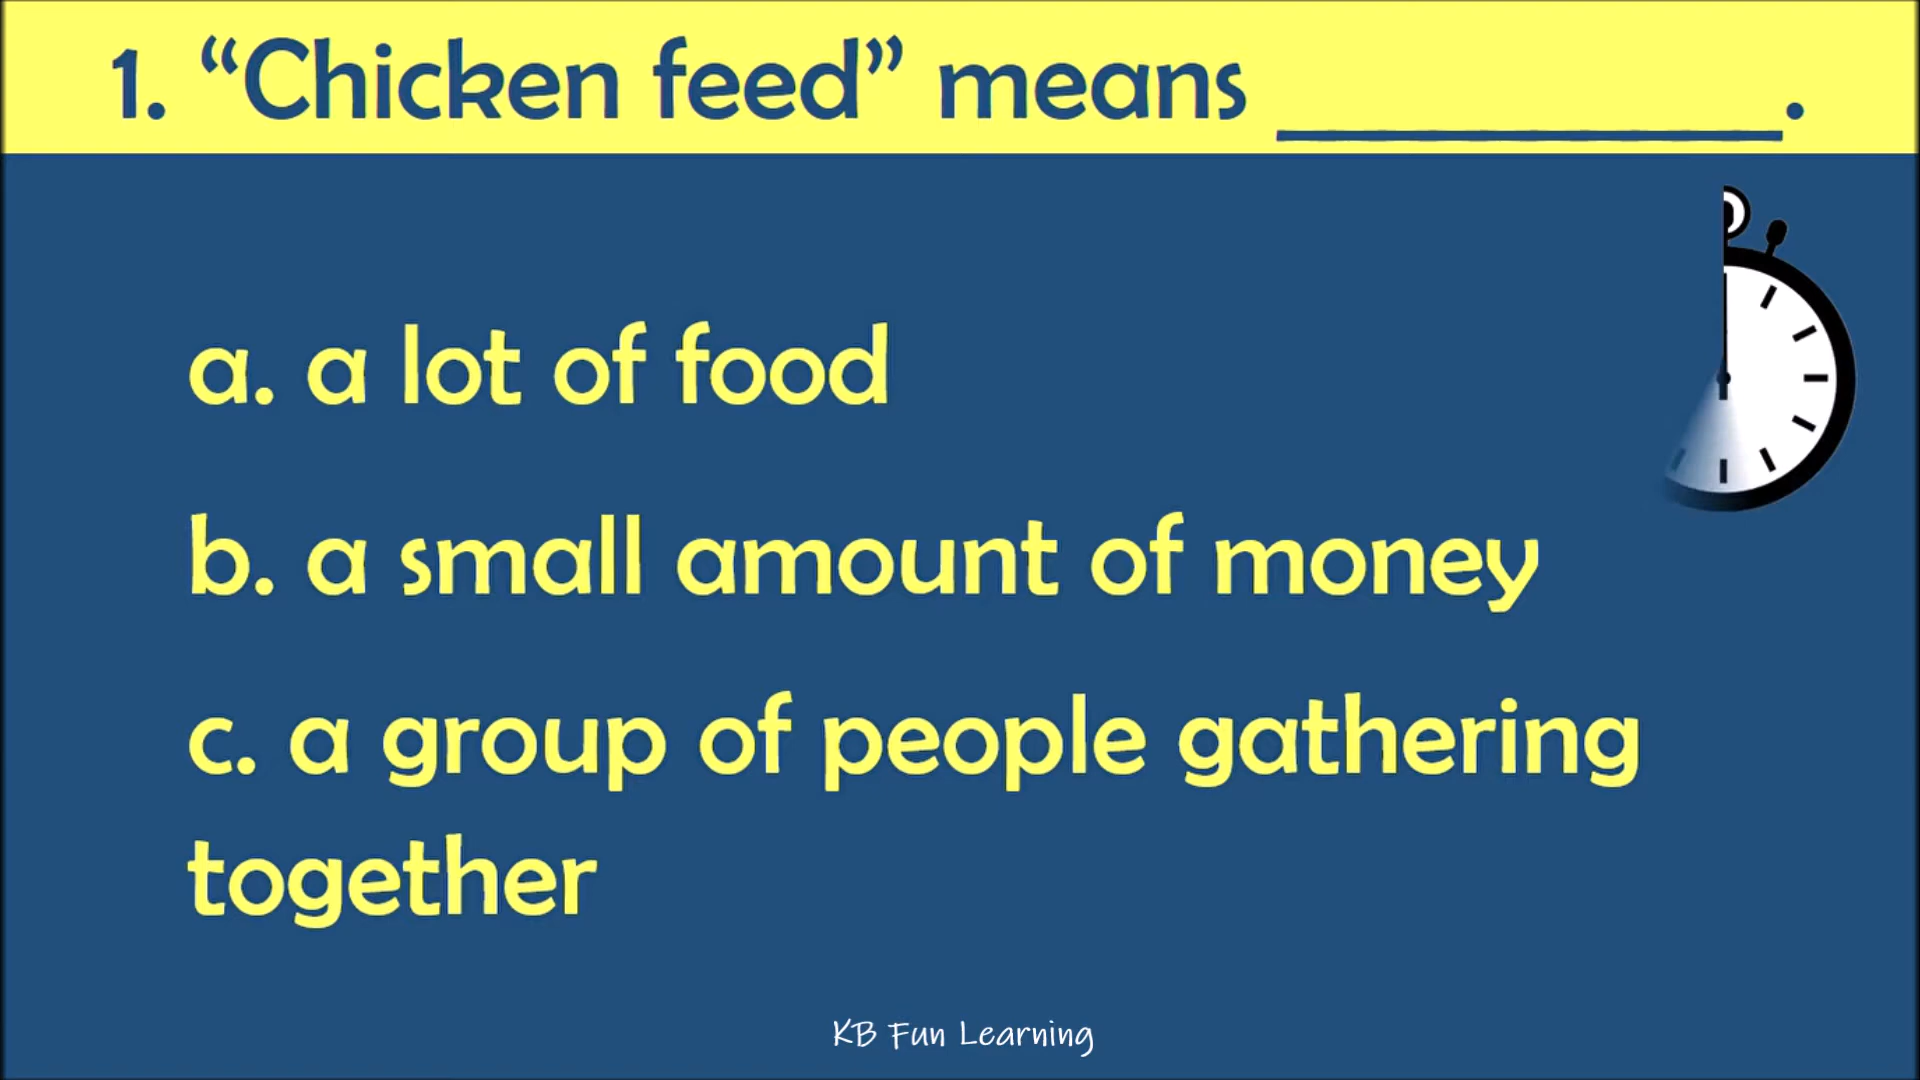 1. “Chicken feed” means __________.
a. a lot of food
b. a small amount of money
c. a group of people gathering
together
KB Fun Learning